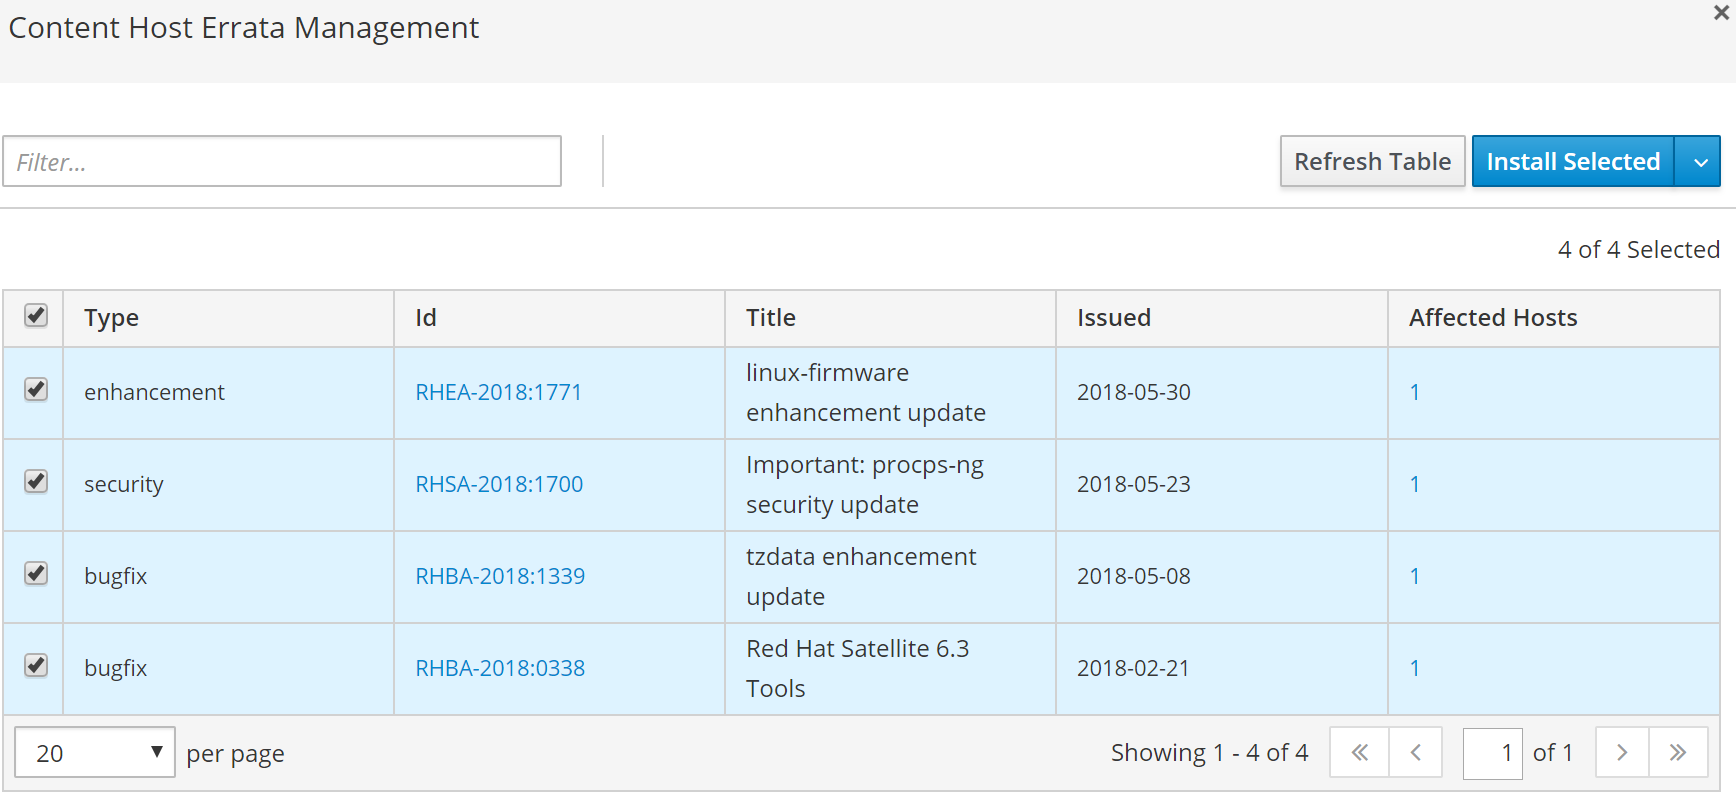 Content Host Errata Management
Filter...
Refresh Table
Install Selected
4 of 4 Selected
Type Id Title Issued Affected Hosts
enhancement RHEA-2018:1771 linux-firmware enhancement update 2018-05-30 1
security RHSA-2018:1700 Important: procps-ng security update 2018-05-23 1
bugfix RHBA-2018:1339 tzdata enhancement update 2018-05-08 1
bugfix RHBA-2018:0338 Red Hat Satellite 6.3 Tools 2018-02-21 1
20 per page Showing 1 - 4 of 4 1 of 1